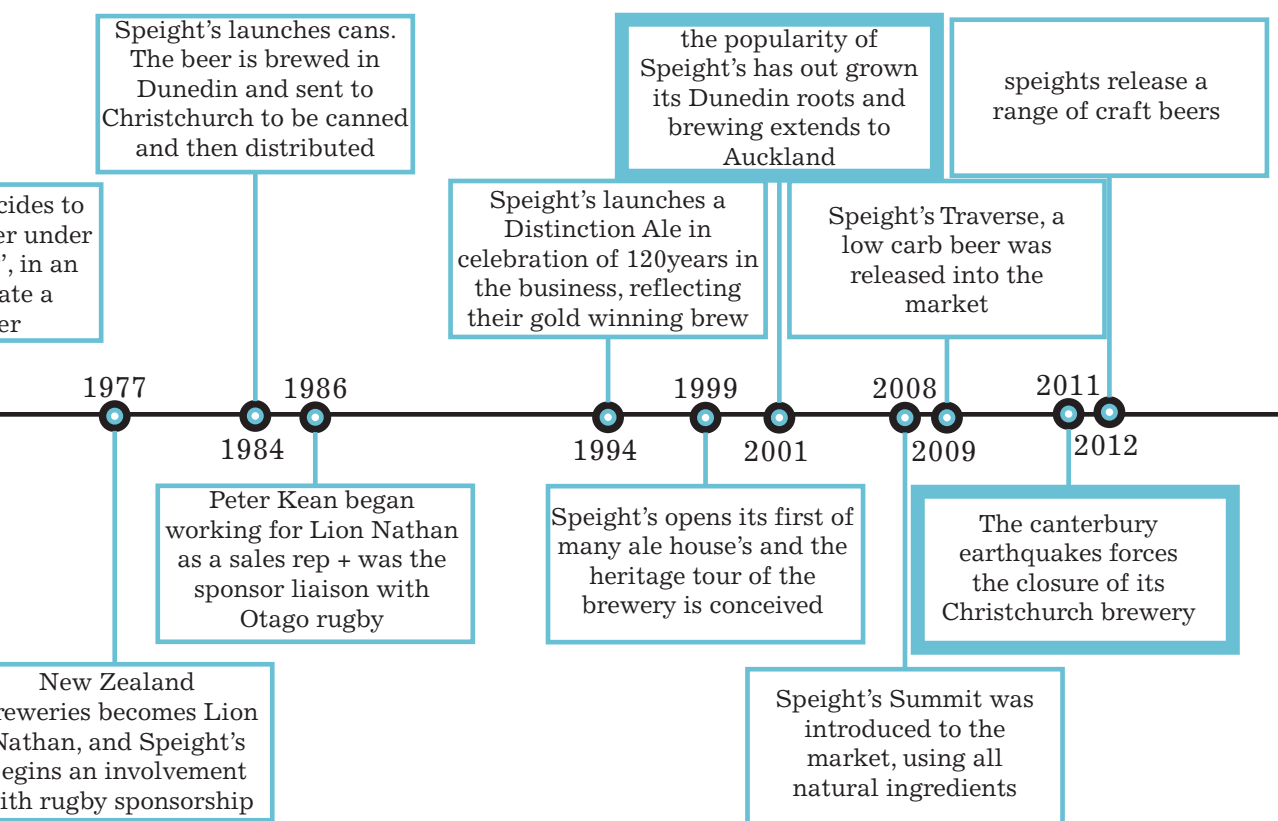 Speight's launches cans.
The beer is brewed in
Dunedin and sent to
Christchurch to be canned
and then distributed
the popularity of
Speight's has out grown
its Dunedin roots and
brewing extends to
Auckland
speights release a
range of craft beers
cides to
er under
', in an
ate a
er
Speight's launches a
Distinction Ale in
celebration of 120years in
the business, reflecting
their gold winning brew
Speight's Traverse, a
low carb beer was
released into the
market
1977
1986
1999
2008
2011
1984
1994
2001
2009
2012
Peter Kean began
working for Lion Nathan
as a sales rep + was the
sponsor liaison with
Otago rugby
Speight's opens its first of
many ale house's and the
heritage tour of the
brewery is conceived
The canterbury
earthquakes forces
the closure of its
Christchurch brewery
New Zealand
reweries becomes Lion
Nathan, and Speight's
egins an involvement
ith rugby sponsorship
Speight's Summit was
introduced to the
market, using all
natural ingredients